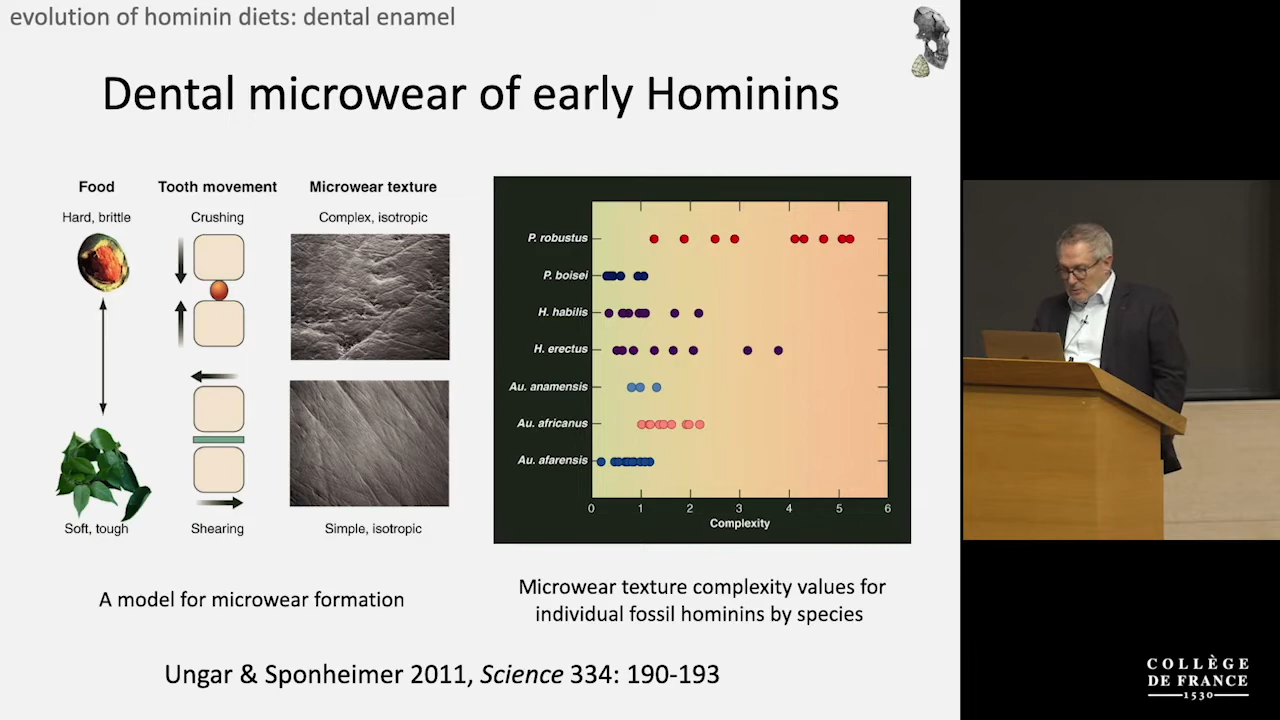 evolution of hominin diets: dental enamel
Dental microwear of early Hominins
Food
Tooth movement
Microwear texture
Hard, brittle
Crushing
Complex, isotropic
Soft, tough
Shearing
Simple, isotropic
A model for microwear formation
P. robustus
P. boisei
H. habilis
H. erectus
Au. anamensis
Au. africanus
Au. afarensis
0 1 2 3 4 5 6
Complexity
Microwear texture complexity values for
individual fossil hominins by species
Ungar & Sponheimer 2011, Science 334: 190-193
COLLÈGE
DE FRANCE
1530